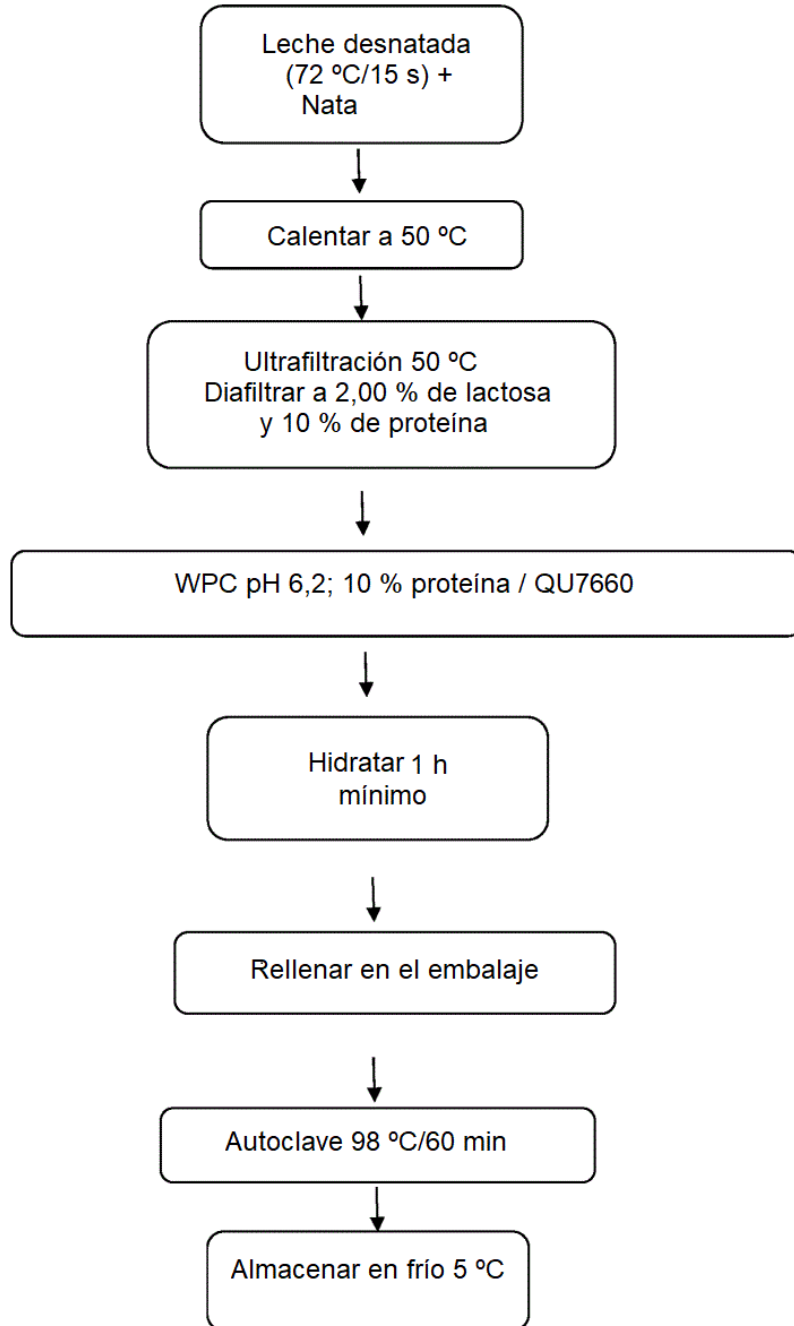 Leche desnatada
(72 ºC/15 s) +
Nata
Calentar a 50 ºC
Ultrafiltración 50 ºC
Diafiltrar a 2,00 % de lactosa
y 10 % de proteína
WPC pH 6,2; 10 % proteína / QU7660
Hidratar 1 h
mínimo
Rellenar en el embalaje
Autoclave 98 ºC/60 min
Almacenar en frío 5 ºC